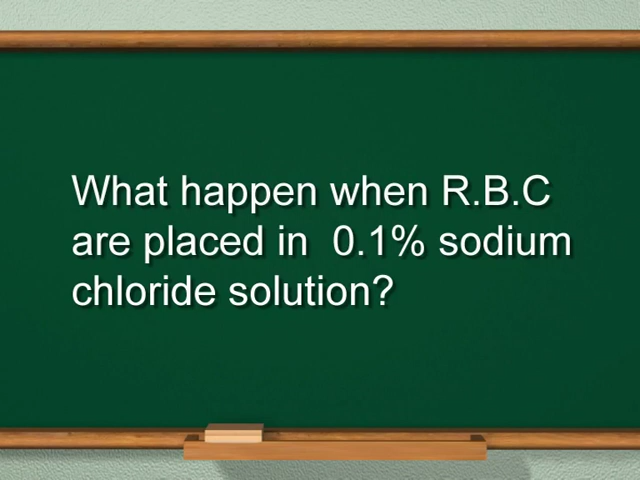 What happen when R.B.C
are placed in  0.1% sodium
chloride solution?